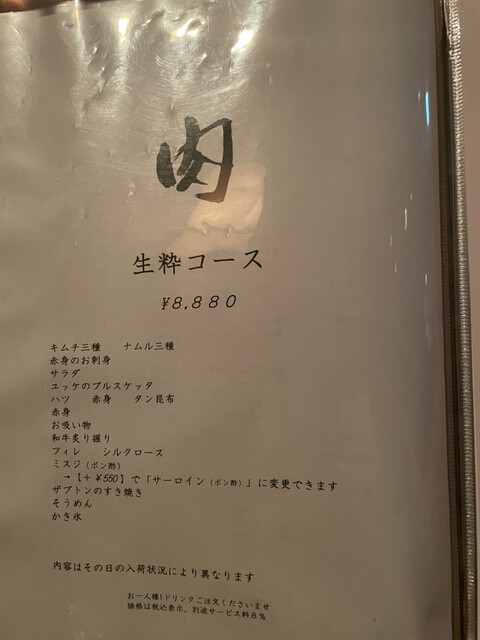 肉
生粋コース
¥8,880
キムチ三種　ナムル三種
赤身のお刺身
サラダ
ユッケのブルスケッタ
ハツ　赤身　タン昆布
赤身
お吸い物
和牛炙り握り
フィレ　シルクロース
ミスジ（ポン酢）
→【＋¥550】で「サーロイン（ポン酢）」に変更できます
ザブトンのすき焼き
そうめん
かき氷
内容はその日の入荷状況により異なります
お一人様1ドリンクご注文くださいませ
価格は税込表示、別途サービス料8％